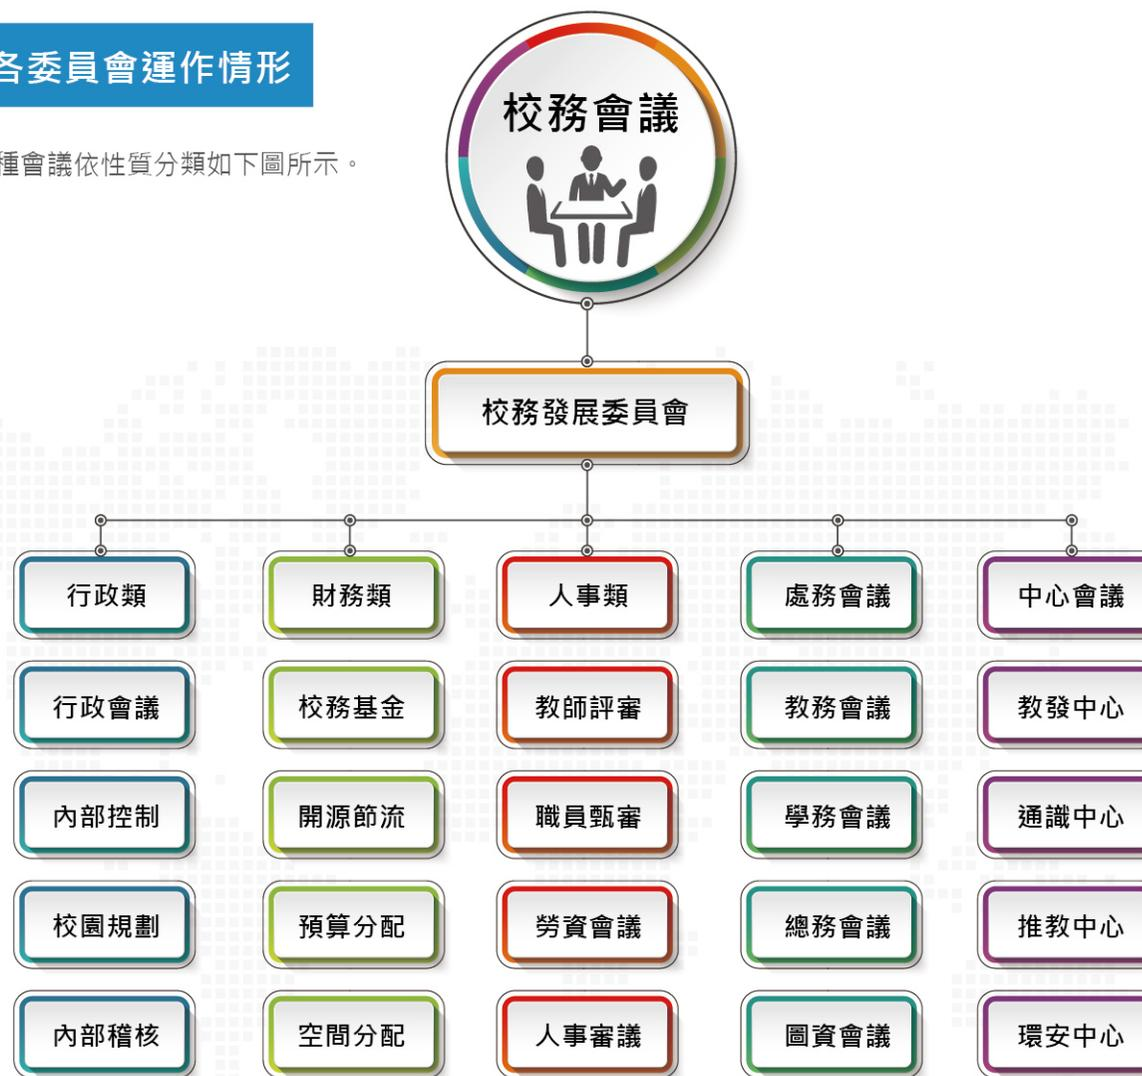 各委員會運作情形
種會議依性質分類如下圖所示。
校務會議
校務發展委員會
行政類
財務類
人事類
處務會議
中心會議
行政會議
校務基金
教師評審
教務會議
教發中心
內部控制
開源節流
職員甄審
學務會議
通識中心
校園規劃
預算分配
勞資會議
總務會議
推教中心
內部稽核
空間分配
人事審議
圖資會議
環安中心